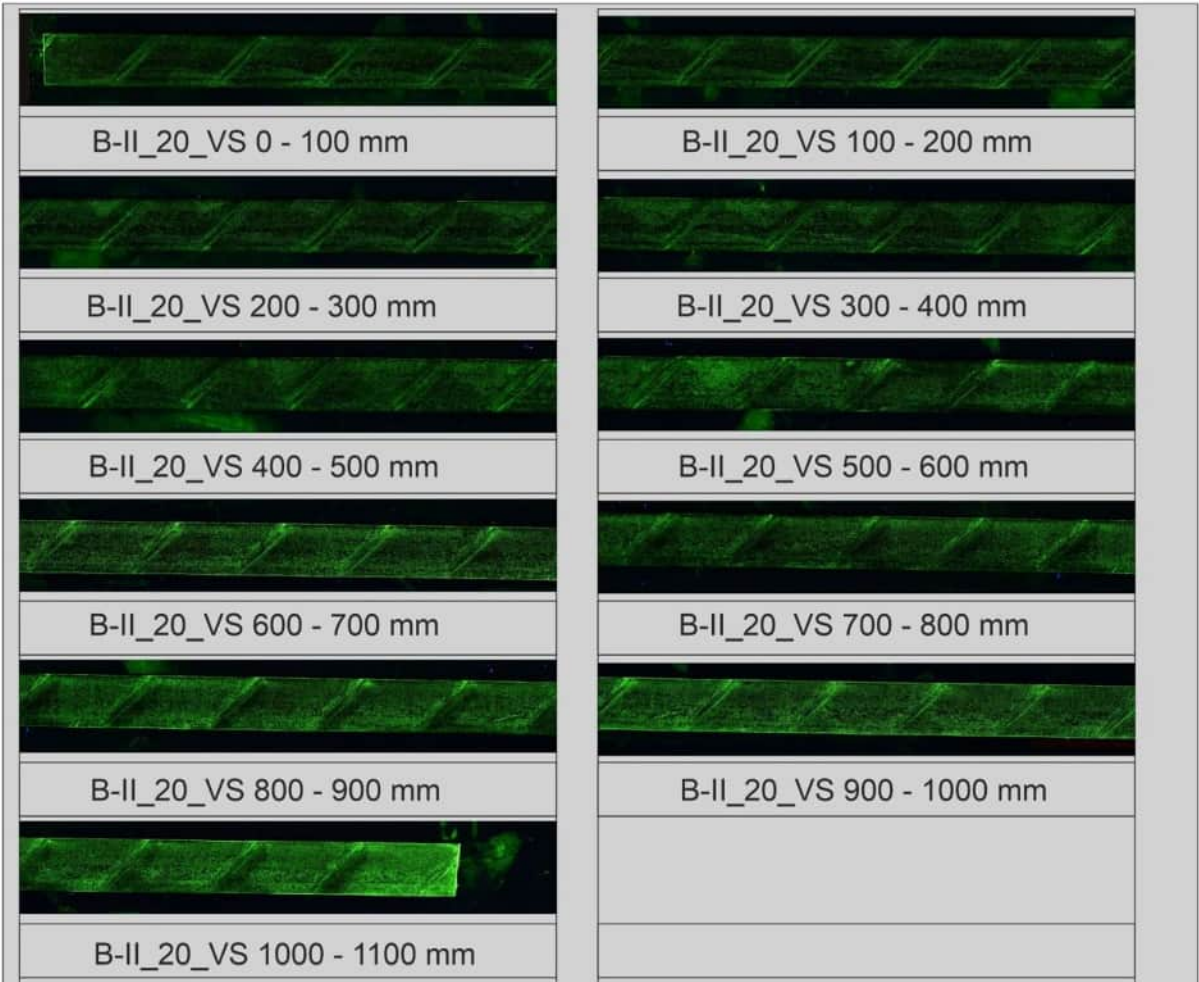 B-II_20_VS 0 - 100 mm
B-II_20_VS 100 - 200 mm
B-II_20_VS 200 - 300 mm
B-II_20_VS 300 - 400 mm
B-II_20_VS 400 - 500 mm
B-II_20_VS 500 - 600 mm
B-II_20_VS 600 - 700 mm
B-II_20_VS 700 - 800 mm
B-II_20_VS 800 - 900 mm
B-II_20_VS 900 - 1000 mm
B-II_20_VS 1000 - 1100 mm